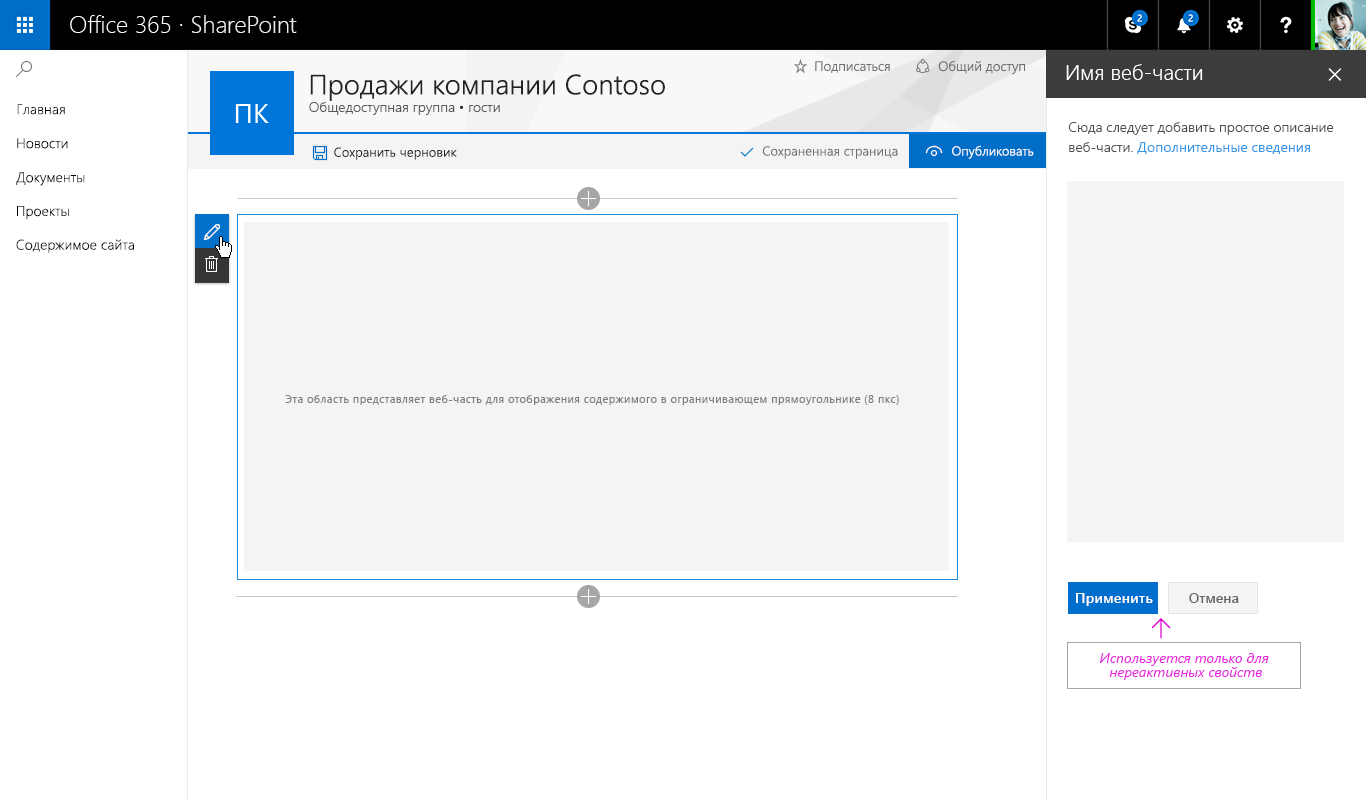 Office 365 · SharePoint
2
2
?
Главная
Новости
Документы
Проекты
Содержимое сайта
ПК
Продажи компании Contoso
Общедоступная группа • гости
Подписаться
Общий доступ
Сохранить черновик
Сохраненная страница
Опубликовать
Эта область представляет веб-часть для отображения содержимого в ограничивающем прямоугольнике (8 пкс)
Имя веб-части
Сюда следует добавить простое описание
веб-части. Дополнительные сведения
Применить
Отмена
Используется только для
нереактивных свойств